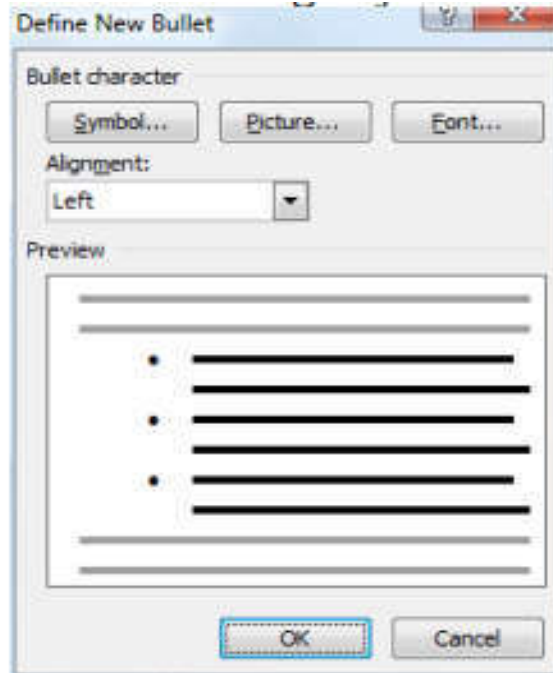 Define New Bullet
Bullet character
Symbol... Picture... Font...
Alignment:
Left
Preview
OK Cancel